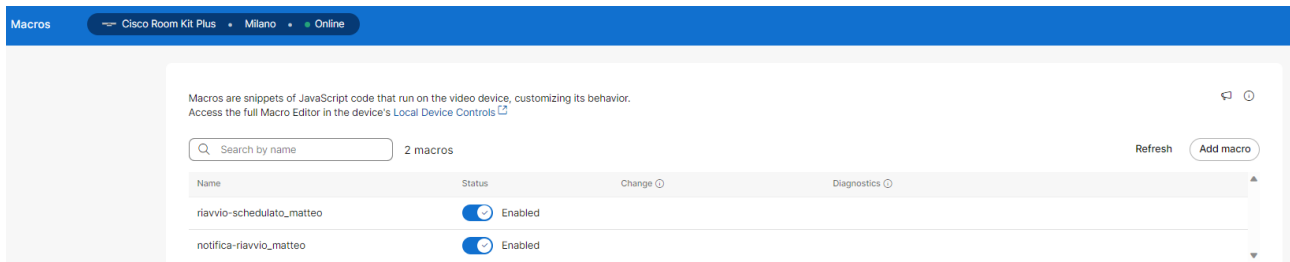 Macros
Cisco Room Kit Plus • Milano • Online
Macros are snippets of JavaScript code that run on the video device, customizing its behavior.
Access the full Macro Editor in the device's Local Device Controls
Search by name
2 macros
Refresh
Add macro
Name Status Change Diagnostics
riavvio-schedulato_matteo Enabled
notifica-riavvio_matteo Enabled